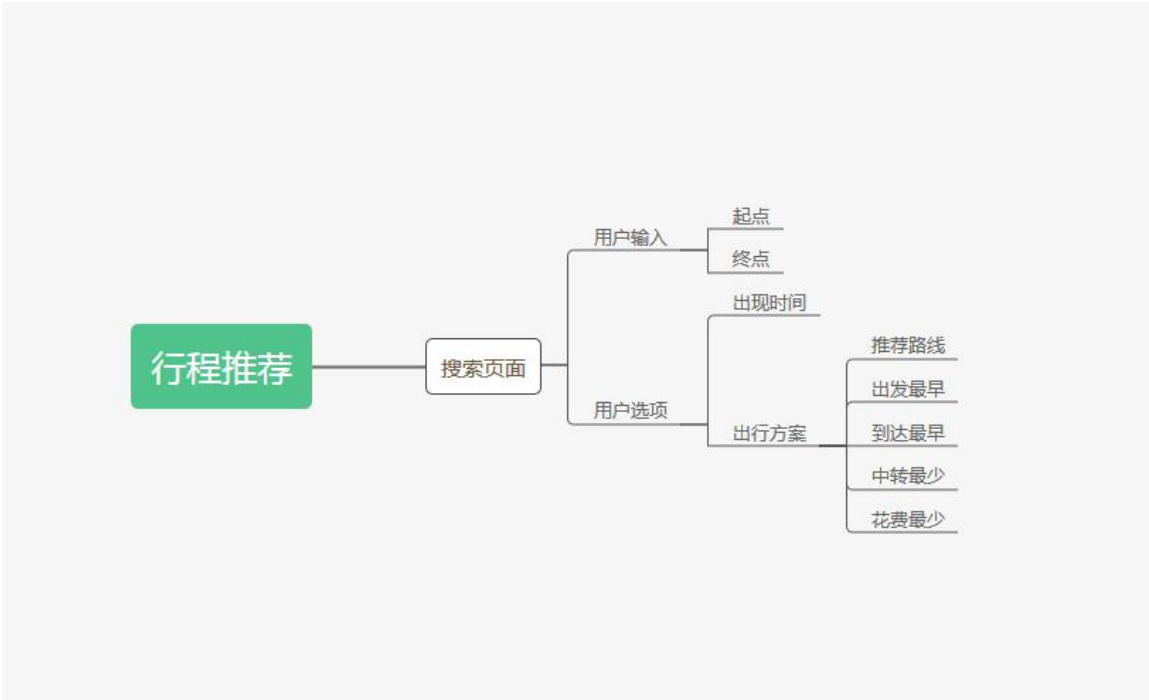 行程推荐
搜索页面
用户输入
起点
终点
用户选项
出现时间
出行方案
推荐路线
出发最早
到达最早
中转最少
花费最少